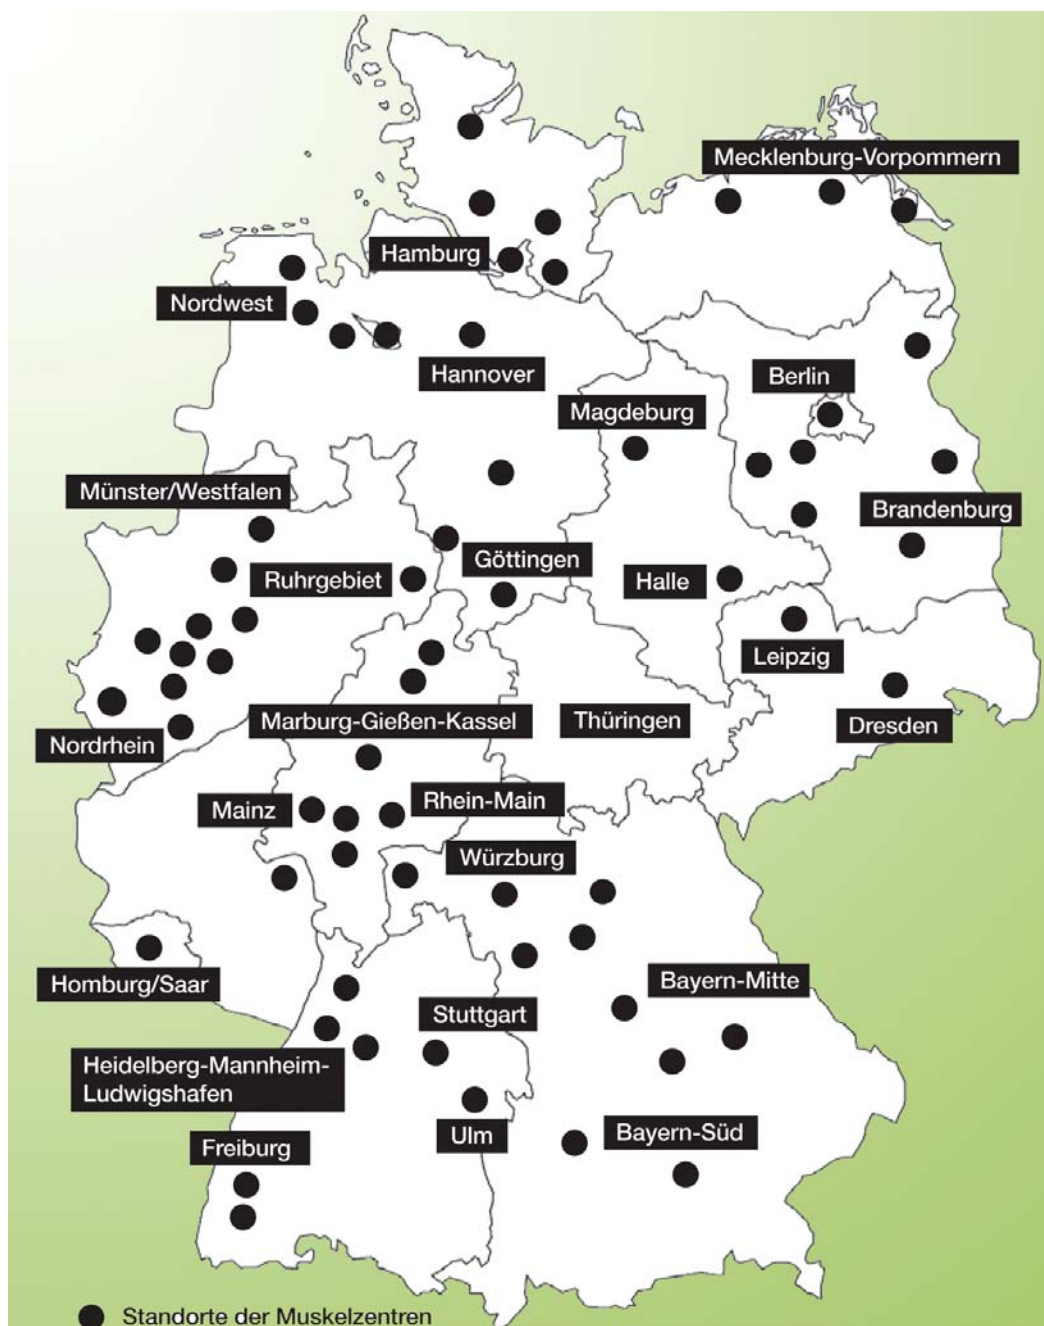 Mecklenburg-Vorpommern
Hamburg
Nordwest
Hannover
Berlin
Magdeburg
Münster/Westfalen
Brandenburg
Göttingen
Ruhrgebiet
Halle
Leipzig
Marburg-Gießen-Kassel
Thüringen
Dresden
Nordrhein
Rhein-Main
Mainz
Würzburg
Homburg/Saar
Bayern-Mitte
Stuttgart
Heidelberg-Mannheim-
Ludwigshafen
Ulm
Bayern-Süd
Freiburg
Standorte der Muskelzentren